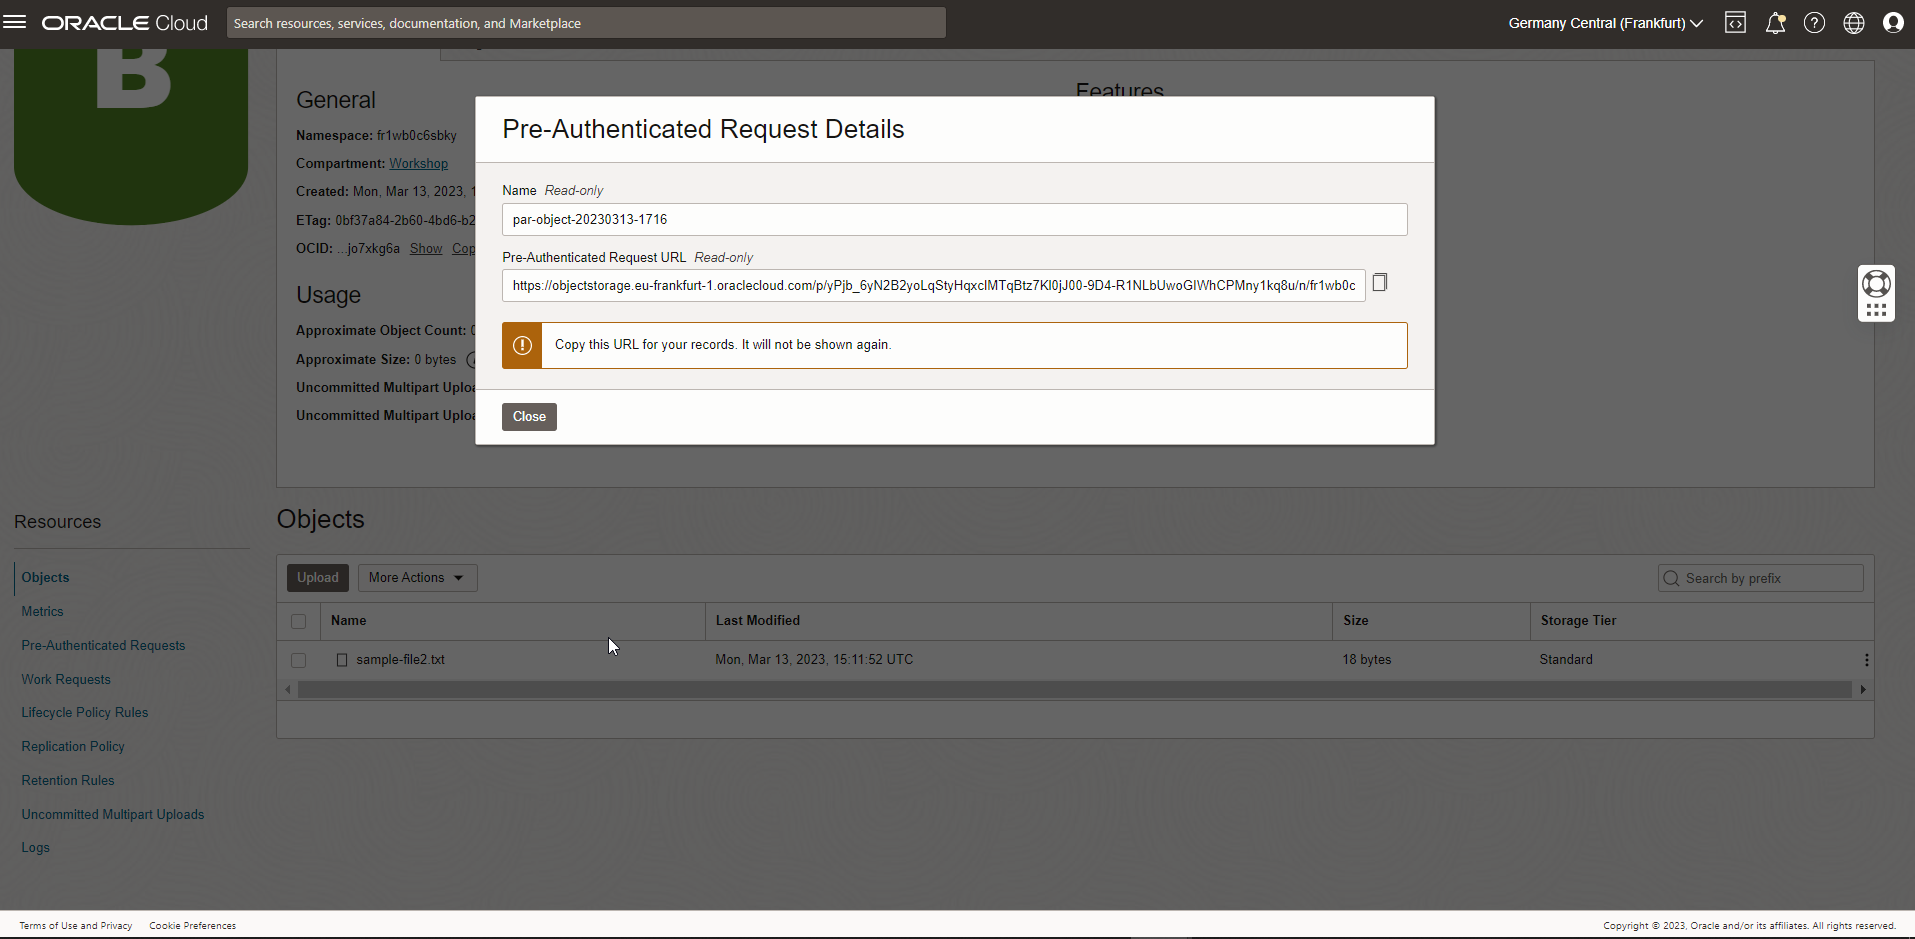 ORACLE Cloud
Search resources, services, documentation, and Marketplace
Germany Central (Frankfurt)
B
General
Features
Namespace: fr1wb0c6sbky
Compartment: Workshop
Created: Mon, Mar 13, 2023, 1
ETag: 0bf37a84-2b60-4bd6-b2
OCID: ...jo7xkg6a Show Cop
Usage
Approximate Object Count: 0
Approximate Size: 0 bytes
Uncommitted Multipart Uploa
Uncommitted Multipart Uploa
Pre-Authenticated Request Details
Name Read-only
par-object-20230313-1716
Pre-Authenticated Request URL Read-only
https://objectstorage.eu-frankfurt-1.oraclecloud.com/p/yPjb_6yN2B2yoLqStyHqxclMTqBtz7Kl0jJ00-9D4-R1NLbUwoGIWhCPMny1kq8u/n/fr1wb0c
Copy this URL for your records. It will not be shown again.
Close
Resources
Objects
Metrics
Pre-Authenticated Requests
Work Requests
Lifecycle Policy Rules
Replication Policy
Retention Rules
Uncommitted Multipart Uploads
Logs
Objects
Upload
More Actions
Search by prefix
Name Last Modified Size Storage Tier
sample-file2.txt Mon, Mar 13, 2023, 15:11:52 UTC 18 bytes Standard
Terms of Use and Privacy Cookie Preferences
Copyright © 2023, Oracle and/or its affiliates. All rights reserved.